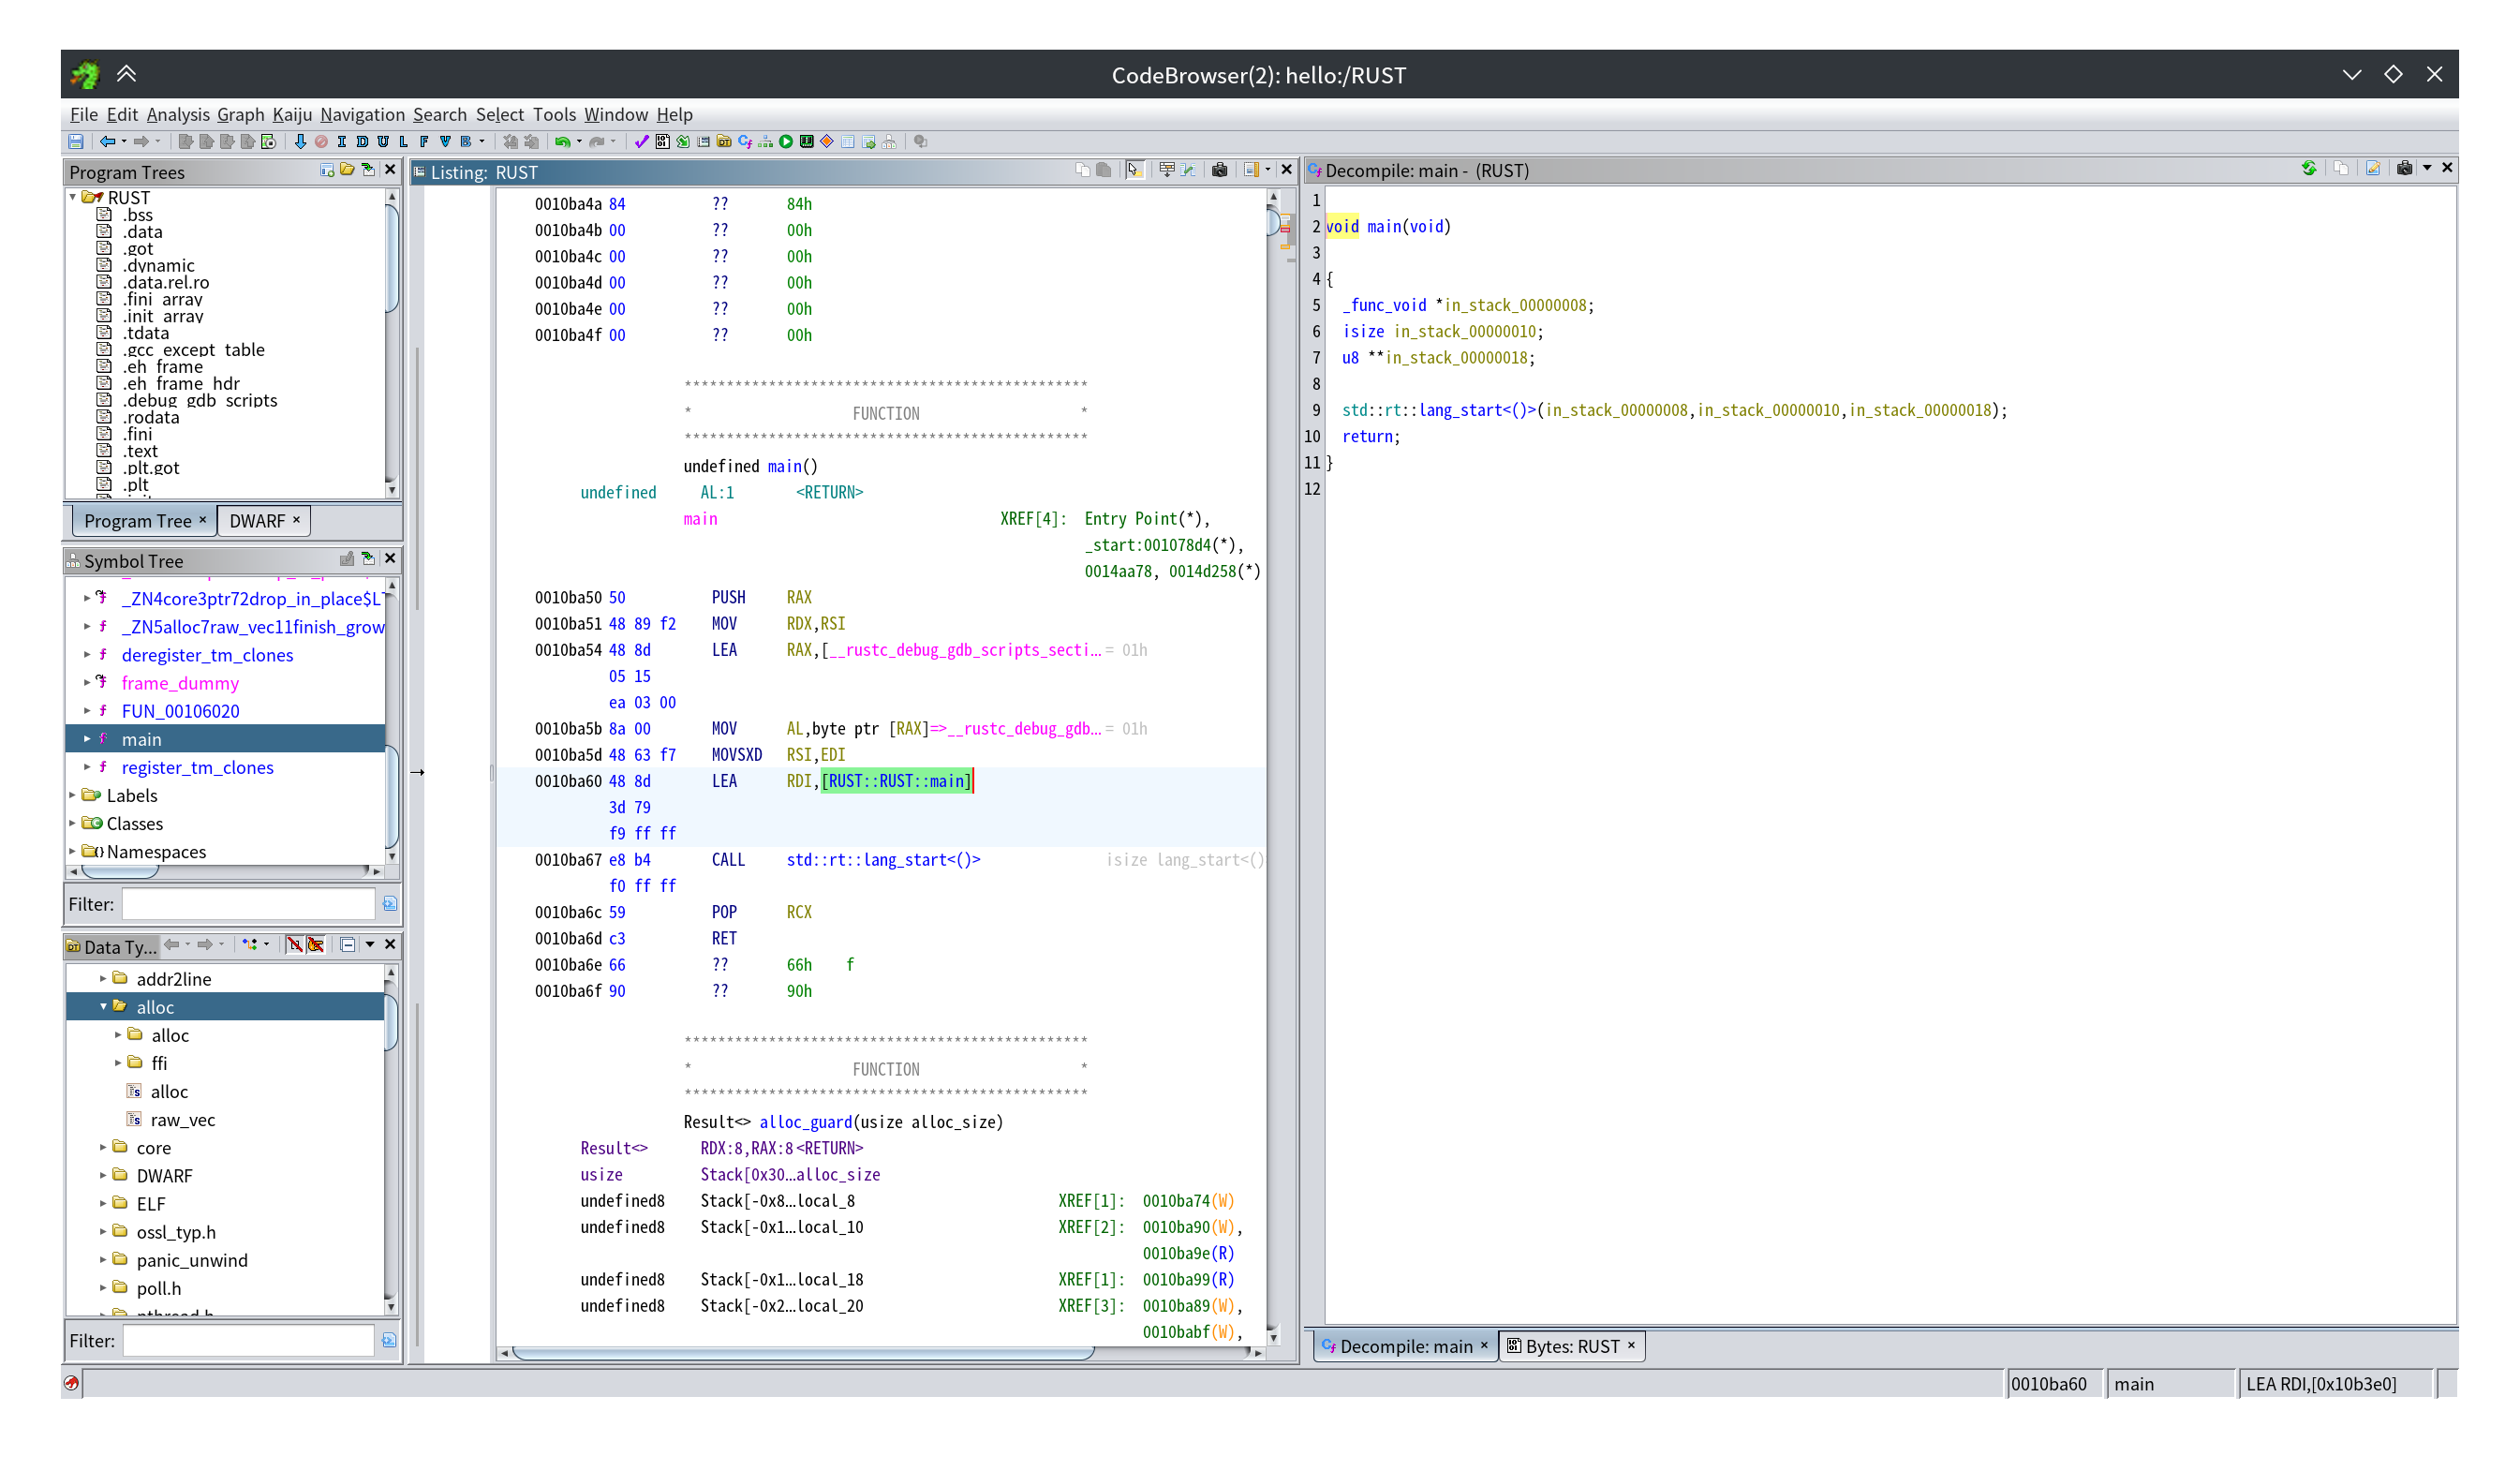 CodeBrowser(2): hello:/RUST
File Edit Analysis Graph Kaiju Navigation Search Select Tools Window Help
I D U L F V B
Program Trees
RUST
.bss
.data
.got
.dynamic
.data.rel.ro
.fini_array
.init_array
.tdata
.gcc_except_table
.eh_frame
.eh_frame_hdr
.debug_gdb_scripts
.rodata
.fini
.text
.plt.got
.plt
Program Tree × DWARF ×
Symbol Tree
_ZN4core3ptr72drop_in_place$LT
_ZN5alloc7raw_vec11finish_grow
deregister_tm_clones
frame_dummy
FUN_00106020
main
register_tm_clones
Labels
Classes
Namespaces
Filter:
Data Ty...
addr2line
alloc
alloc
ffi
alloc
raw_vec
core
DWARF
ELF
ossl_typ.h
panic_unwind
poll.h
pthread.h
Filter:
Listing: RUST
0010ba4a 84 ?? 84h
0010ba4b 00 ?? 00h
0010ba4c 00 ?? 00h
0010ba4d 00 ?? 00h
0010ba4e 00 ?? 00h
0010ba4f 00 ?? 00h
************************************************
* FUNCTION *
************************************************
undefined main()
undefined AL:1 <RETURN>
main XREF[4]: Entry Point(*),
_start:001078d4(*),
0014aa78, 0014d258(*)
0010ba50 50 PUSH RAX
0010ba51 48 89 f2 MOV RDX,RSI
0010ba54 48 8d LEA RAX,[__rustc_debug_gdb_scripts_secti... = 01h
05 15
ea 03 00
0010ba5b 8a 00 MOV AL,byte ptr [RAX]=>__rustc_debug_gdb... = 01h
0010ba5d 48 63 f7 MOVSXD RSI,EDI
0010ba60 48 8d LEA RDI,[RUST::RUST::main]
3d 79
f9 ff ff
0010ba67 e8 b4 CALL std::rt::lang_start<()> isize lang_start<()
f0 ff ff
0010ba6c 59 POP RCX
0010ba6d c3 RET
0010ba6e 66 ?? 66h f
0010ba6f 90 ?? 90h
************************************************
* FUNCTION *
************************************************
Result<> alloc_guard(usize alloc_size)
Result<> RDX:8,RAX:8 <RETURN>
usize Stack[0x30...alloc_size
undefined8 Stack[-0x8...local_8 XREF[1]: 0010ba74(W)
undefined8 Stack[-0x1...local_10 XREF[2]: 0010ba90(W),
0010ba9e(R)
undefined8 Stack[-0x1...local_18 XREF[1]: 0010ba99(R)
undefined8 Stack[-0x2...local_20 XREF[3]: 0010ba89(W),
0010babf(W),
Decompile: main - (RUST)
1
2 void main(void)
3
4 {
5 _func_void *in_stack_00000008;
6 isize in_stack_00000010;
7 u8 **in_stack_00000018;
8
9 std::rt::lang_start<()>(in_stack_00000008,in_stack_00000010,in_stack_00000018);
10 return;
11 }
12
Decompile: main × Bytes: RUST ×
0010ba60 main LEA RDI,[0x10b3e0]